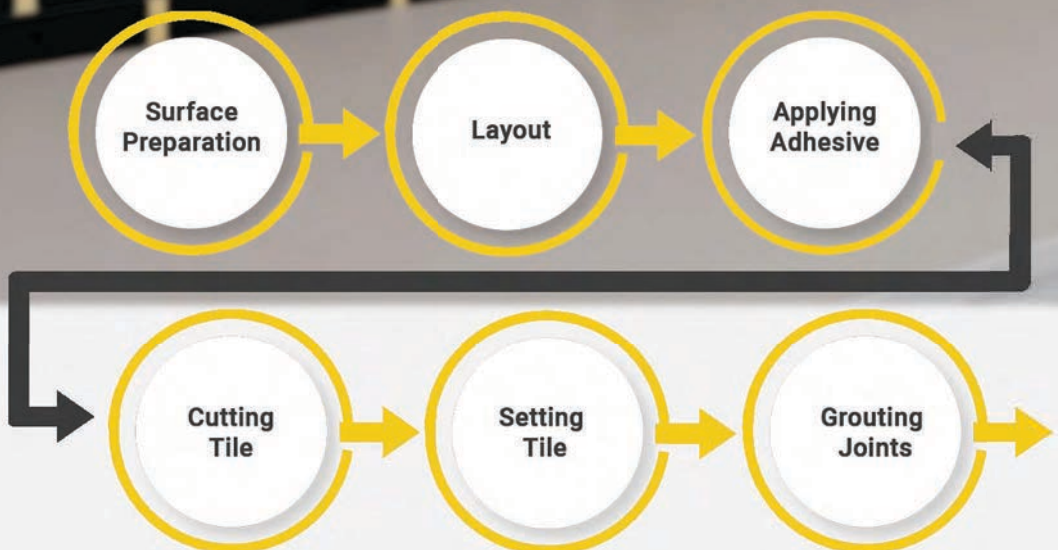 Surface
Preparation
Layout
Applying
Adhesive
Cutting
Tile
Setting
Tile
Grouting
Joints